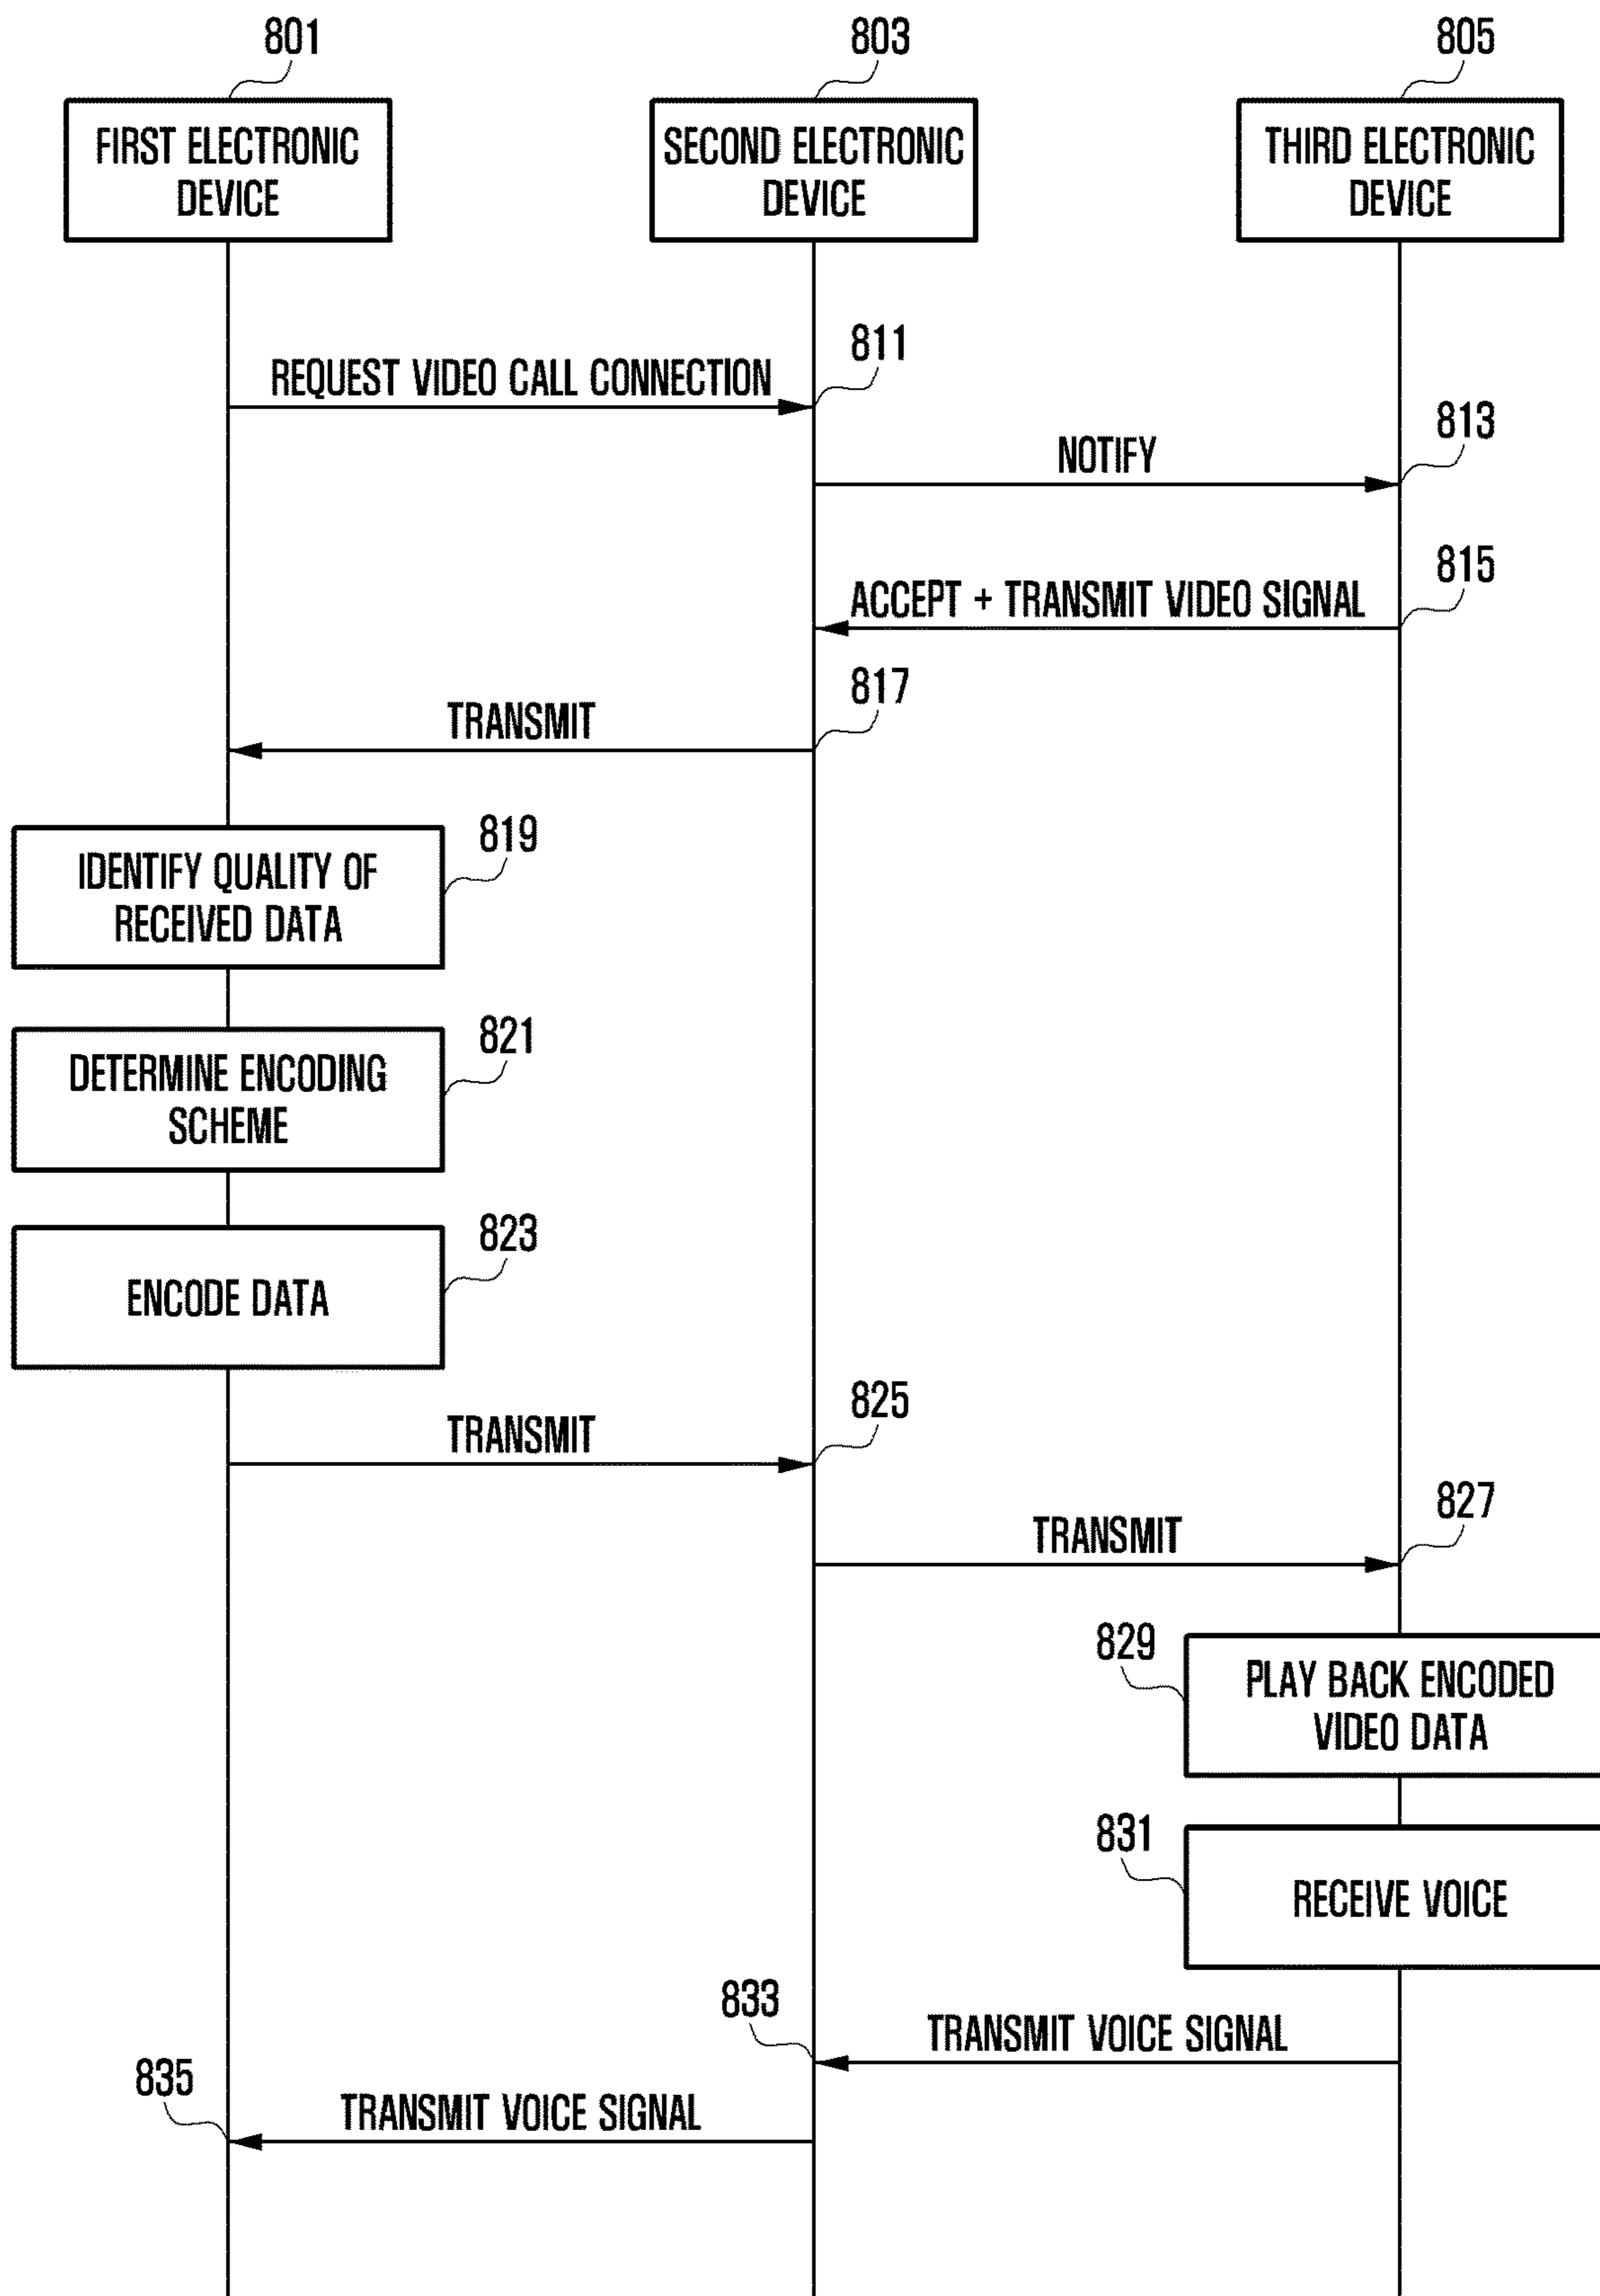 801
803
805
FIRST ELECTRONIC
DEVICE
SECOND ELECTRONIC
DEVICE
THIRD ELECTRONIC
DEVICE
811
REQUEST VIDEO CALL CONNECTION
813
NOTIFY
815
ACCEPT + TRANSMIT VIDEO SIGNAL
817
TRANSMIT
819
IDENTIFY QUALITY OF
RECEIVED DATA
821
DETERMINE ENCODING
SCHEME
823
ENCODE DATA
825
TRANSMIT
827
TRANSMIT
829
PLAY BACK ENCODED
VIDEO DATA
831
RECEIVE VOICE
833
TRANSMIT VOICE SIGNAL
835
TRANSMIT VOICE SIGNAL